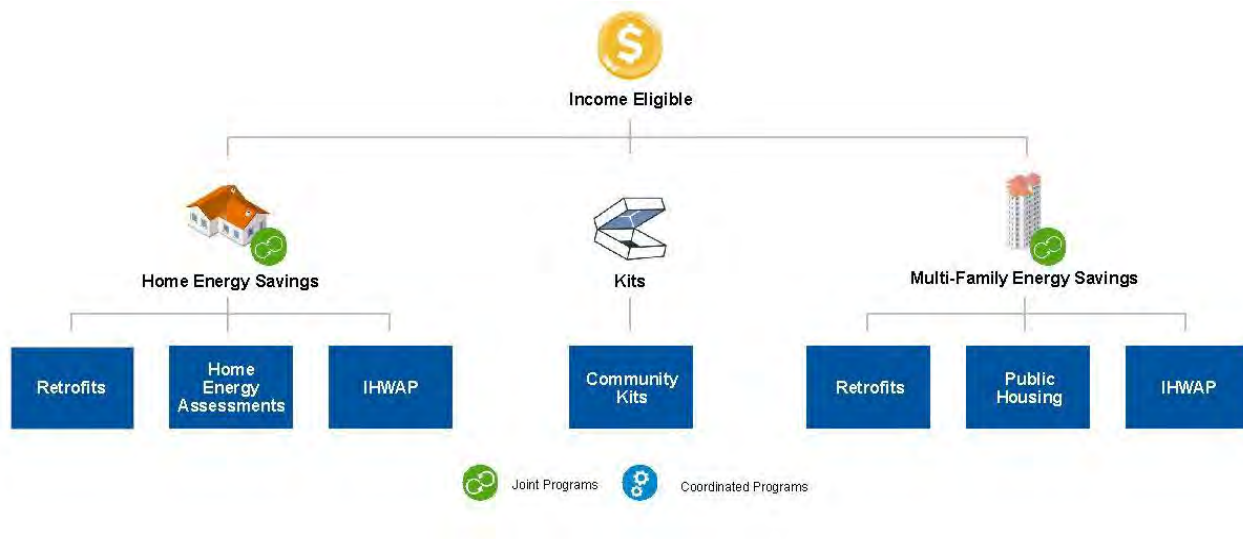 $
Income Eligible
Home Energy Savings
Kits
Multi-Family Energy Savings
Retrofits
Home
Energy
Assessments
IHWAP
Community
Kits
Retrofits
Public
Housing
IHWAP
Joint Programs
Coordinated Programs